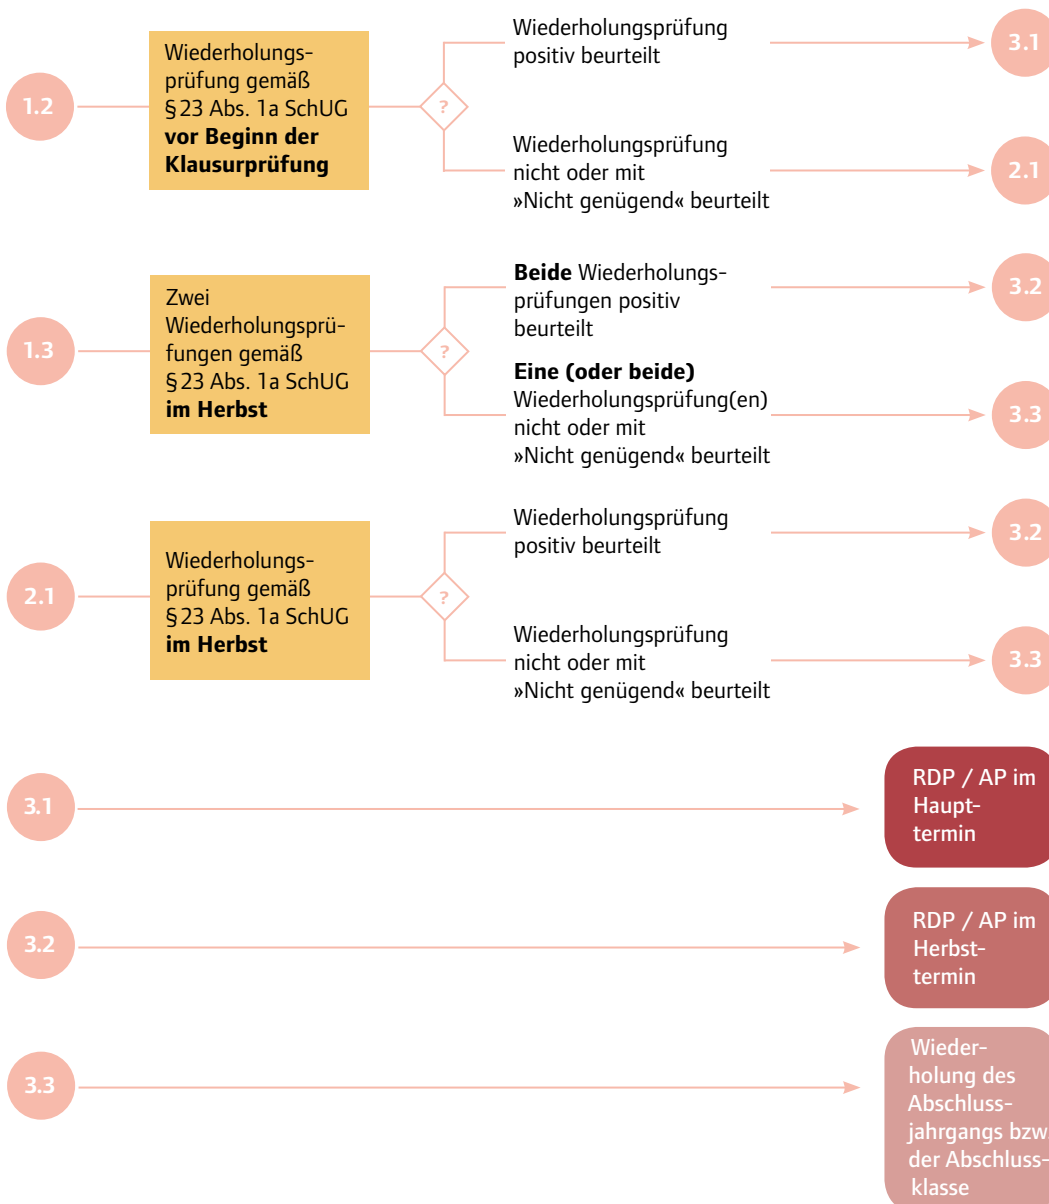 1.2
Wiederholungs-
prüfung gemäß
§ 23 Abs. 1a SchUG
vor Beginn der
Klausurprüfung
?
Wiederholungsprüfung
positiv beurteilt
3.1
Wiederholungsprüfung
nicht oder mit
»Nicht genügend« beurteilt
2.1
1.3
Zwei
Wiederholungsprü-
fungen gemäß
§ 23 Abs. 1a SchUG
im Herbst
?
Beide Wiederholungs-
prüfungen positiv
beurteilt
3.2
Eine (oder beide)
Wiederholungsprüfung(en)
nicht oder mit
»Nicht genügend« beurteilt
3.3
2.1
Wiederholungs-
prüfung gemäß
§ 23 Abs. 1a SchUG
im Herbst
?
Wiederholungsprüfung
positiv beurteilt
3.2
Wiederholungsprüfung
nicht oder mit
»Nicht genügend« beurteilt
3.3
3.1
RDP / AP im
Haupt-
termin
3.2
RDP / AP im
Herbst-
termin
3.3
Wieder-
holung des
Abschluss-
jahrgangs bzw.
der Abschluss-
klasse